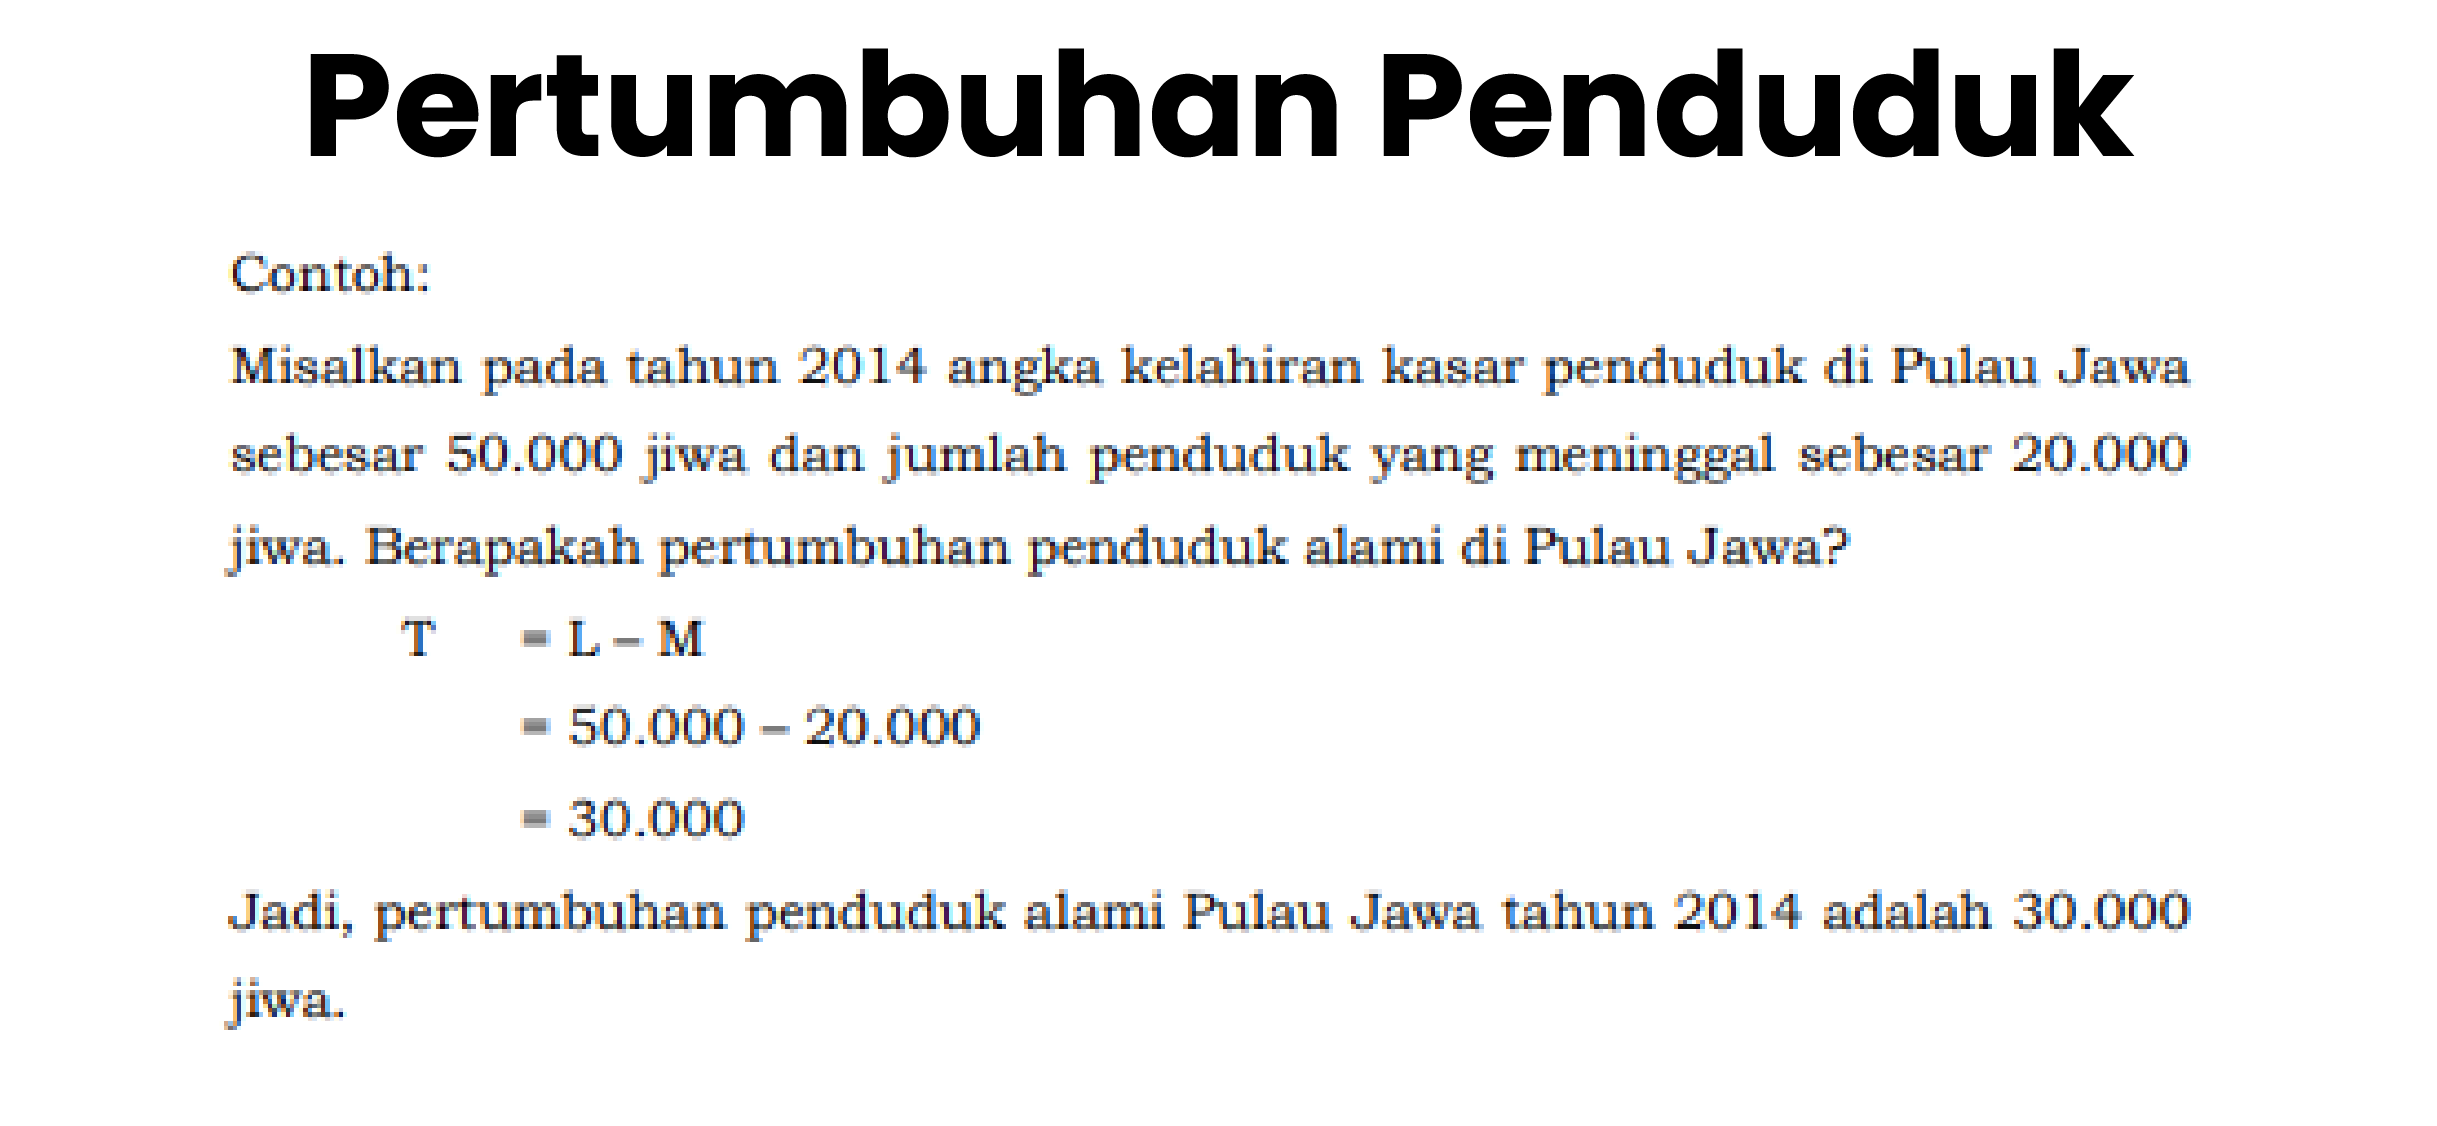 Pertumbuhan Penduduk
Contoh:
Misalkan pada tahun 2014 angka kelahiran kasar penduduk di Pulau Jawa
sebesar 50.000 jiwa dan jumlah penduduk yang meninggal sebesar 20.000
jiwa. Berapakah pertumbuhan penduduk alami di Pulau Jawa?
T = L – M
= 50.000 – 20.000
= 30.000
Jadi, pertumbuhan penduduk alami Pulau Jawa tahun 2014 adalah 30.000
jiwa.